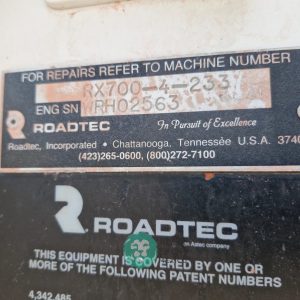 FOR REPAIRS REFER TO MACHINE NUMBER
RX700-4-233
ENG SN WRH02563
ROADTEC In Pursuit of Excellence
Roadtec, Incorporated • Chattanooga, Tennessee U.S.A. 37
(423)265-0600, (800)272-7100
ROADTEC
an Astec company
THIS EQUIPMENT IS COVERED BY ONE OR
MORE OF THE FOLLOWING PATENT NUMBERS
4,342,485